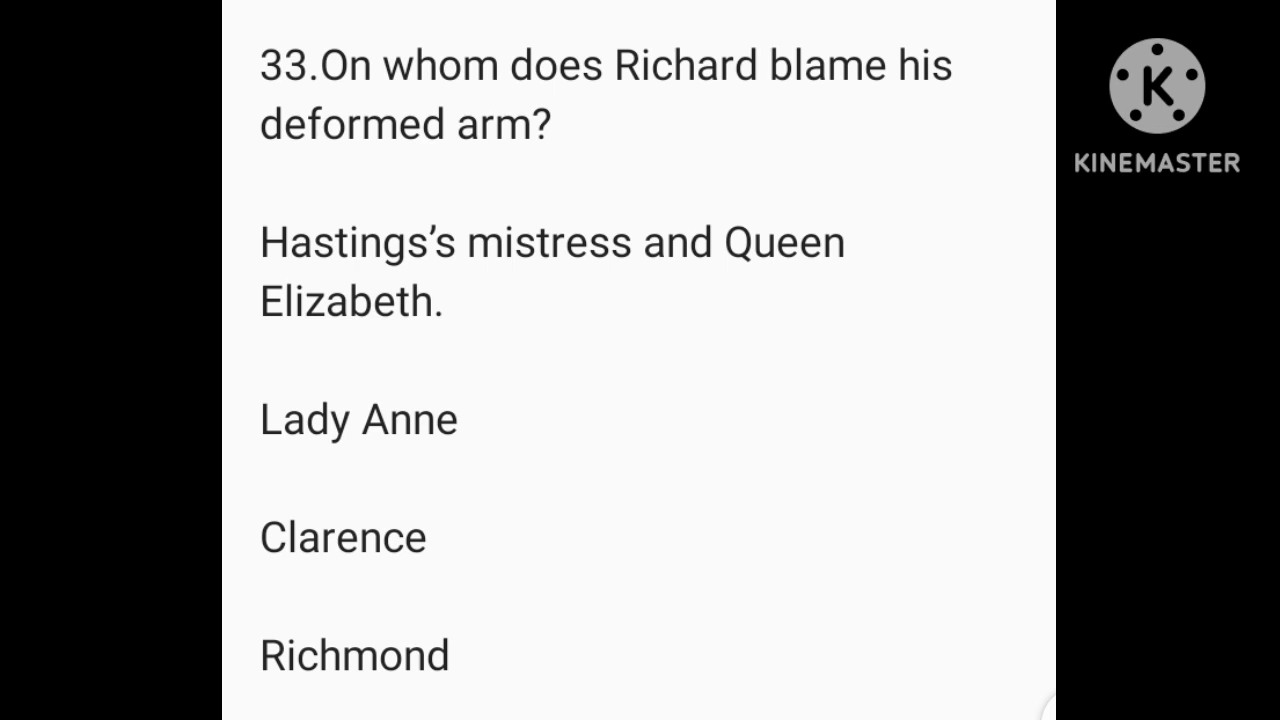 33.On whom does Richard blame his
deformed arm?
Hastings’s mistress and Queen
Elizabeth.
Lady Anne
Clarence
Richmond
K
KINEMASTER